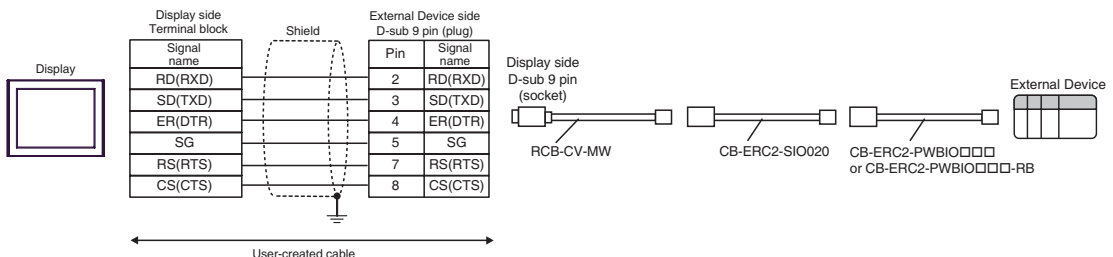 Display
Display side
Terminal block
Shield
External Device side
D-sub 9 pin (plug)
Signal
name
Pin
Signal
name
RD(RXD)
2
RD(RXD)
SD(TXD)
3
SD(TXD)
ER(DTR)
4
ER(DTR)
SG
5
SG
RS(RTS)
7
RS(RTS)
CS(CTS)
8
CS(CTS)
User-created cable
Display side
D-sub 9 pin
(socket)
RCB-CV-MW
CB-ERC2-SIO020
CB-ERC2-PWBIO□□□
or CB-ERC2-PWBIO□□□-RB
External Device